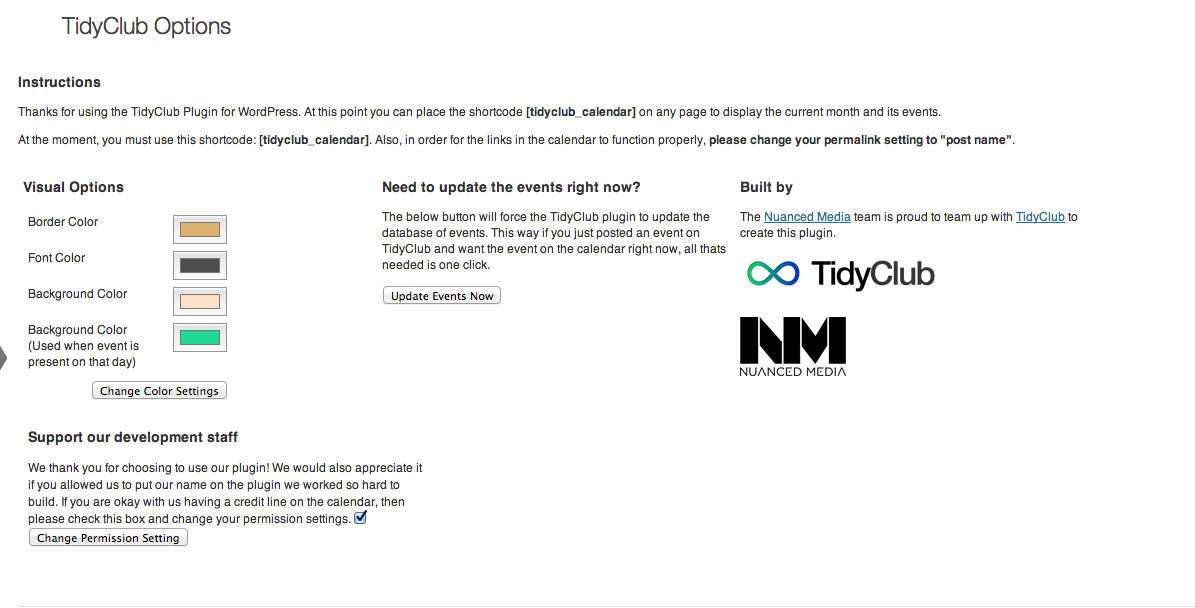 TidyClub Options
Instructions
Thanks for using the TidyClub Plugin for WordPress. At this point you can place the shortcode [tidyclub_calendar] on any page to display the current month and its events.
At the moment, you must use this shortcode: [tidyclub_calendar]. Also, in order for the links in the calendar to function properly, please change your permalink setting to "post name".
Visual Options
Border Color
Font Color
Background Color
Background Color
(Used when event is
present on that day)
Change Color Settings
Need to update the events right now?
The below button will force the TidyClub plugin to update the
database of events. This way if you just posted an event on
TidyClub and want the event on the calendar right now, all thats
needed is one click.
Update Events Now
Built by
The Nuanced Media team is proud to team up with TidyClub to
create this plugin.
TidyClub
NM
NUANCED MEDIA
Support our development staff
We thank you for choosing to use our plugin! We would also appreciate it
if you allowed us to put our name on the plugin we worked so hard to
build. If you are okay with us having a credit line on the calendar, then
please check this box and change your permission settings.
Change Permission Setting